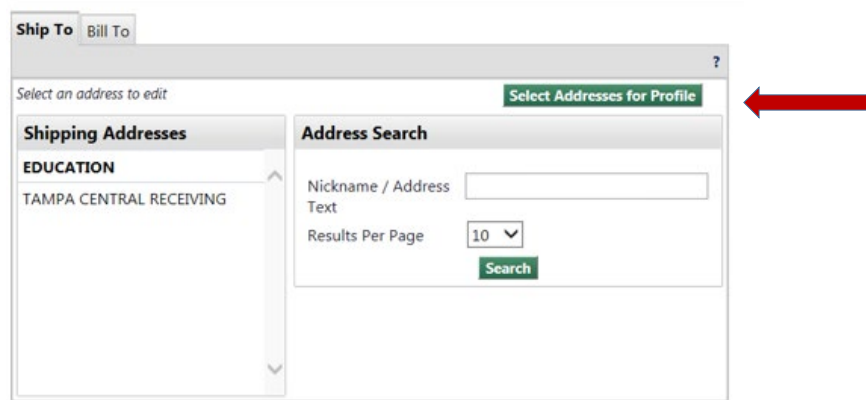 Ship To Bill To
?
Select an address to edit
Select Addresses for Profile
Shipping Addresses
Address Search
EDUCATION
TAMPA CENTRAL RECEIVING
Nickname / Address
Text
Results Per Page 10
Search